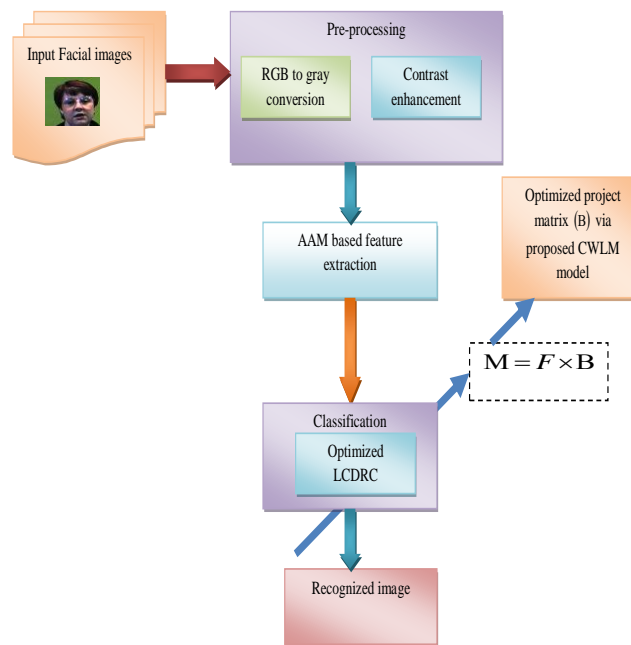 Input Facial images
Pre-processing
RGB to gray
conversion
Contrast
enhancement
AAM based feature
extraction
Optimized project
matrix (B) via
proposed CWLM
model
M = F × B
Classification
Optimized
LCDRC
Recognized image